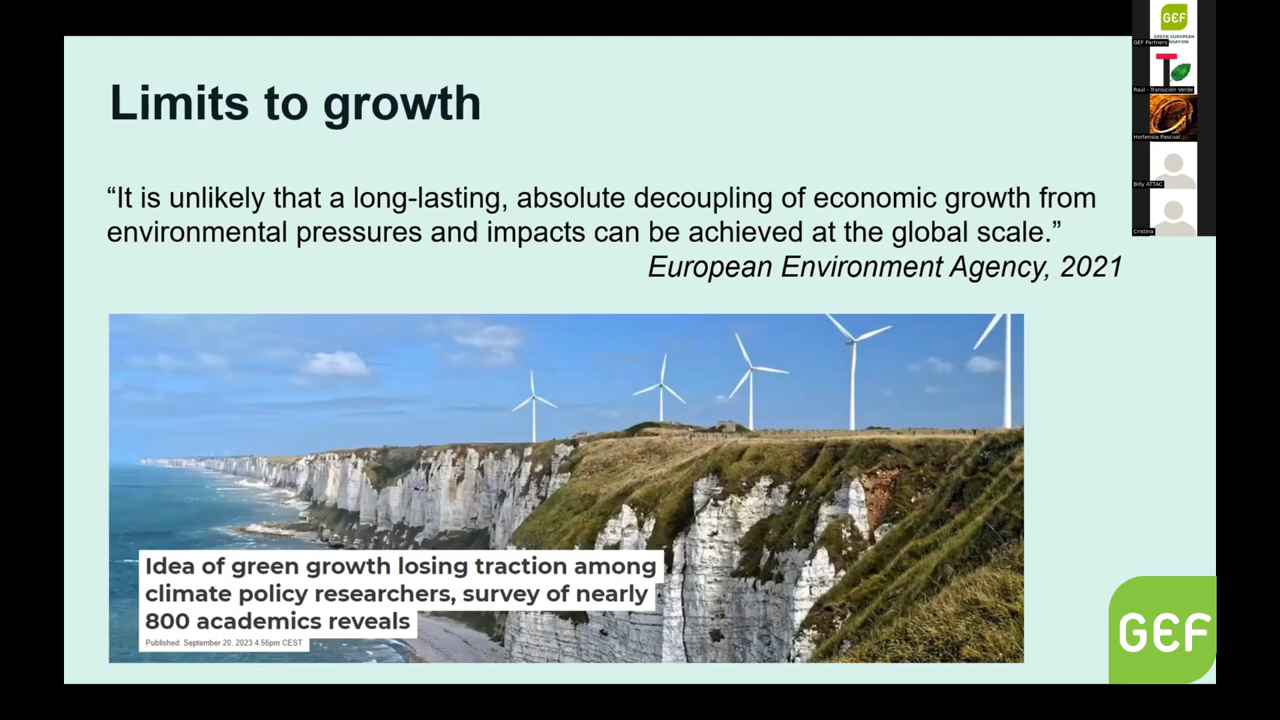 Limits to growth
“It is unlikely that a long-lasting, absolute decoupling of economic growth from
environmental pressures and impacts can be achieved at the global scale.”
European Environment Agency, 2021
Idea of green growth losing traction among
climate policy researchers, survey of nearly
800 academics reveals
Published: September 20, 2023 4.56pm CEST
GEF
GEF
GREEN EUROPEAN
GEF Partners
T
Raúl - Transición Verde
Hortensia Pascual
Billy ATTAC
Cristina